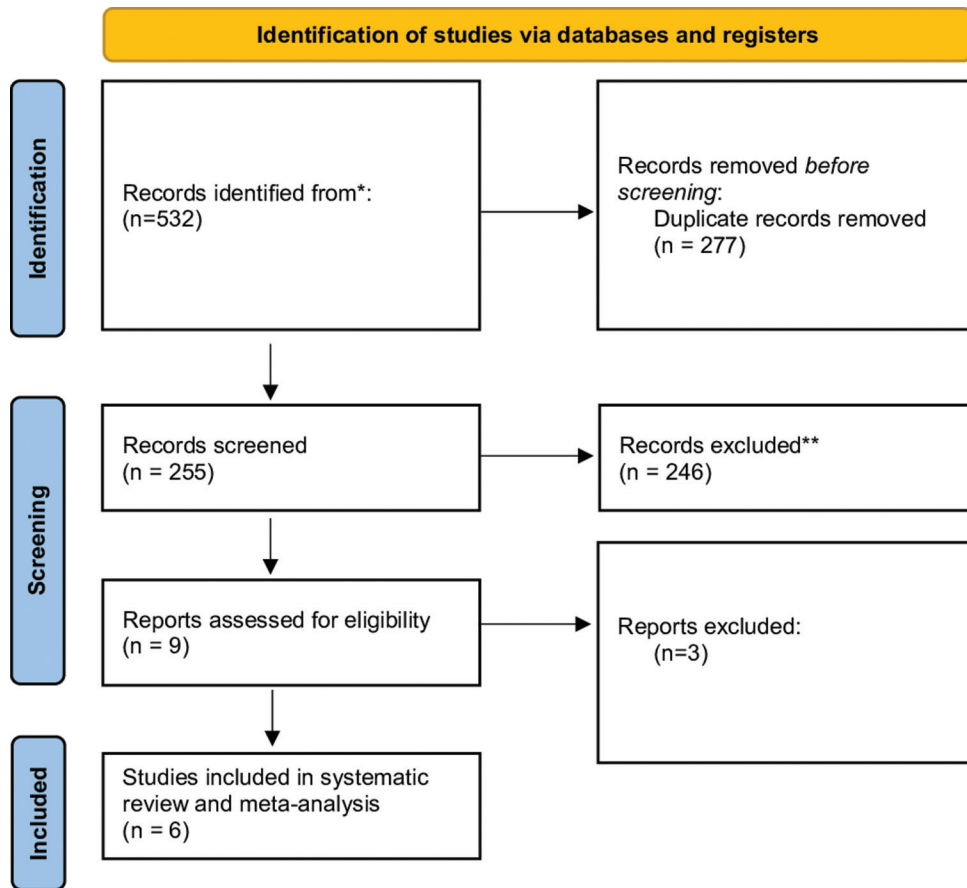 Identification of studies via databases and registers
Identification
Records identified from*:
(n=532)
Records removed before
screening:
Duplicate records removed
(n = 277)
Screening
Records screened
(n = 255)
Records excluded**
(n = 246)
Reports assessed for eligibility
(n = 9)
Reports excluded:
(n=3)
Included
Studies included in systematic
review and meta-analysis
(n = 6)